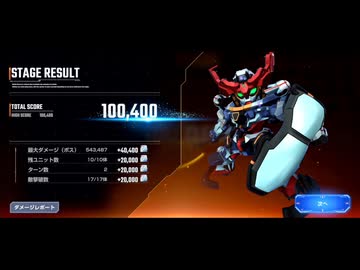 STAGE RESULT
TOTAL SCORE
HIGH SCORE 100,400
100,400
最大ダメージ（ボス） 543,487 +40,400
残ユニット数 10/10体 +20,000
ターン数 2 +20,000
敵撃破数 17/17体 +20,000
ダメージレポート
次へ